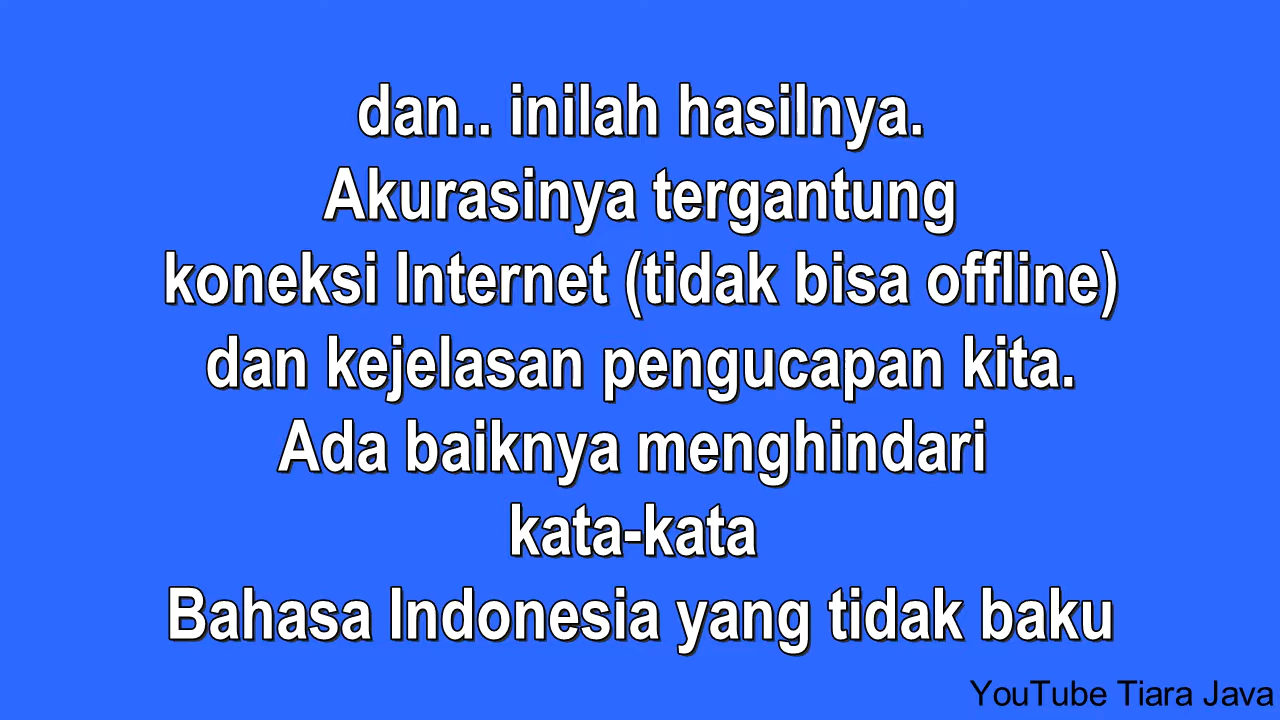 dan.. inilah hasilnya.
Akurasinya tergantung
koneksi Internet (tidak bisa offline)
dan kejelasan pengucapan kita.
Ada baiknya menghindari
kata-kata
Bahasa Indonesia yang tidak baku
YouTube Tiara Java